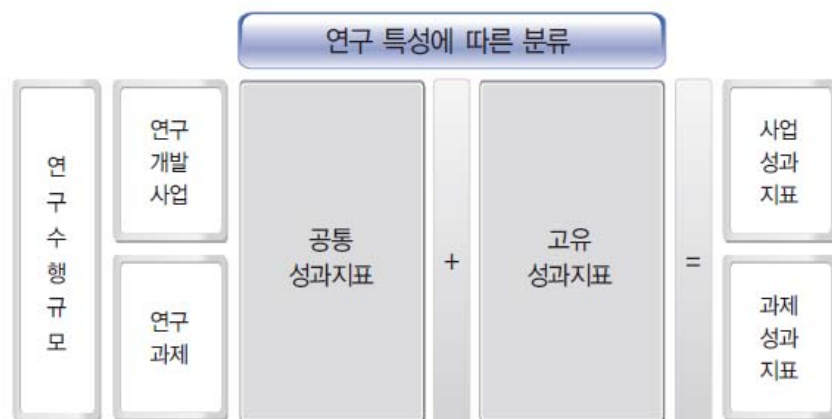 연구 특성에 따른 분류
연
구
수
행
규
모
연구
개발
사업
연구
과제
공통
성과지표
+
고유
성과지표
=
사업
성과
지표
과제
성과
지표